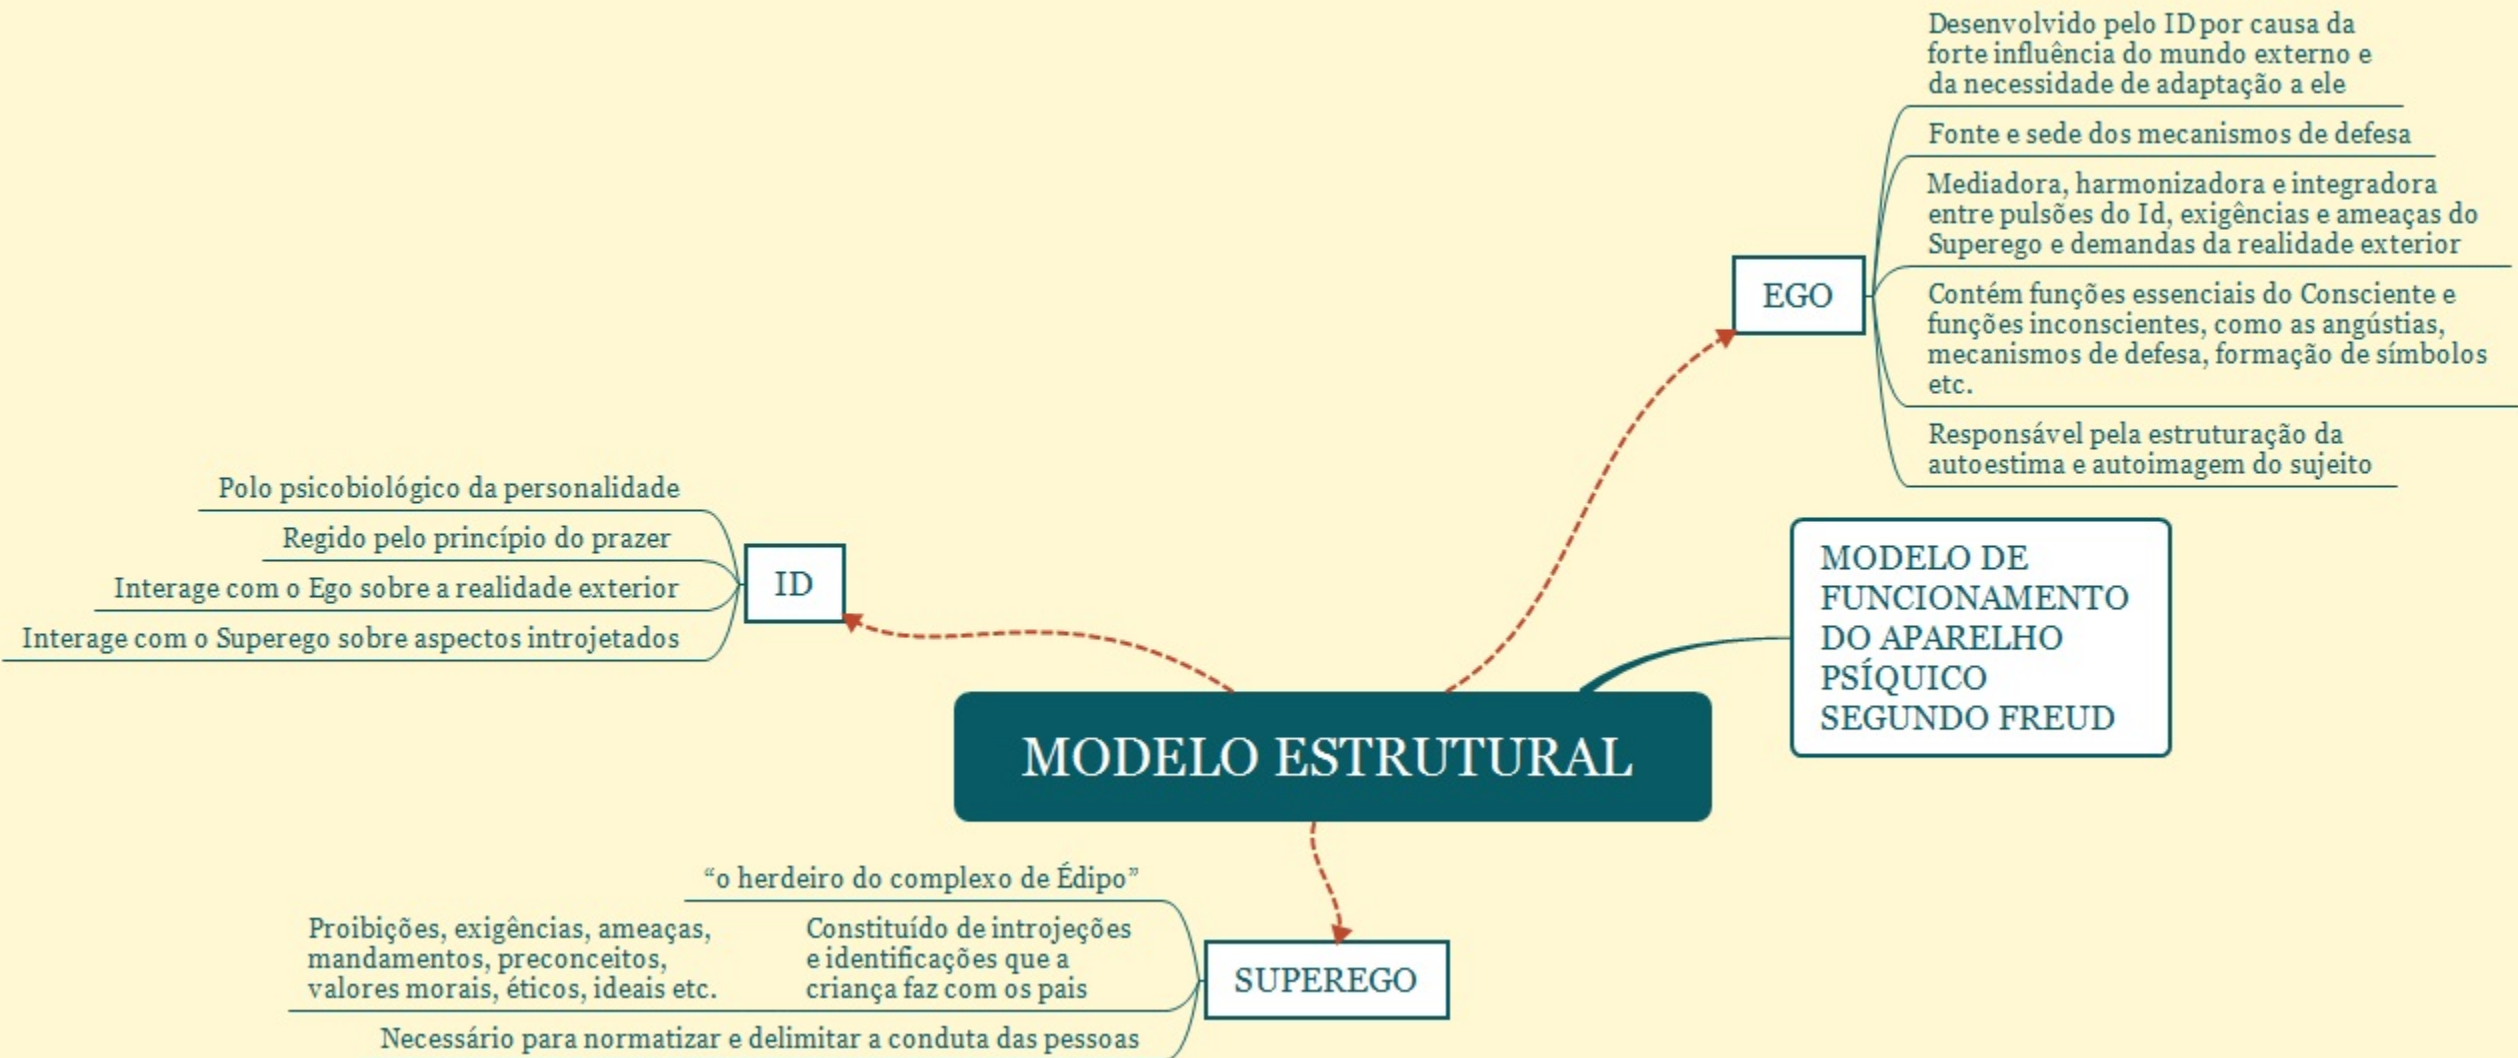 Desenvolvido pelo ID por causa da
forte influência do mundo externo e
da necessidade de adaptação a ele
Fonte e sede dos mecanismos de defesa
Mediadora, harmonizadora e integradora
entre pulsões do Id, exigências e ameaças do
Superego e demandas da realidade exterior
EGO
Contém funções essenciais do Consciente e
funções inconscientes, como as angústias,
mecanismos de defesa, formação de símbolos
etc.
Responsável pela estruturação da
autoestima e autoimagem do sujeito
Polo psicobiológico da personalidade
Regido pelo princípio do prazer
Interage com o Ego sobre a realidade exterior
Interage com o Superego sobre aspectos introjetados
ID
MODELO DE
FUNCIONAMENTO
DO APARELHO
PSÍQUICO
SEGUNDO FREUD
MODELO ESTRUTURAL
“o herdeiro do complexo de Édipo”
Proibições, exigências, ameaças,
mandamentos, preconceitos,
valores morais, éticos, ideais etc.
Constituído de introjeções
e identificações que a
criança faz com os pais
SUPEREGO
Necessário para normatizar e delimitar a conduta das pessoas